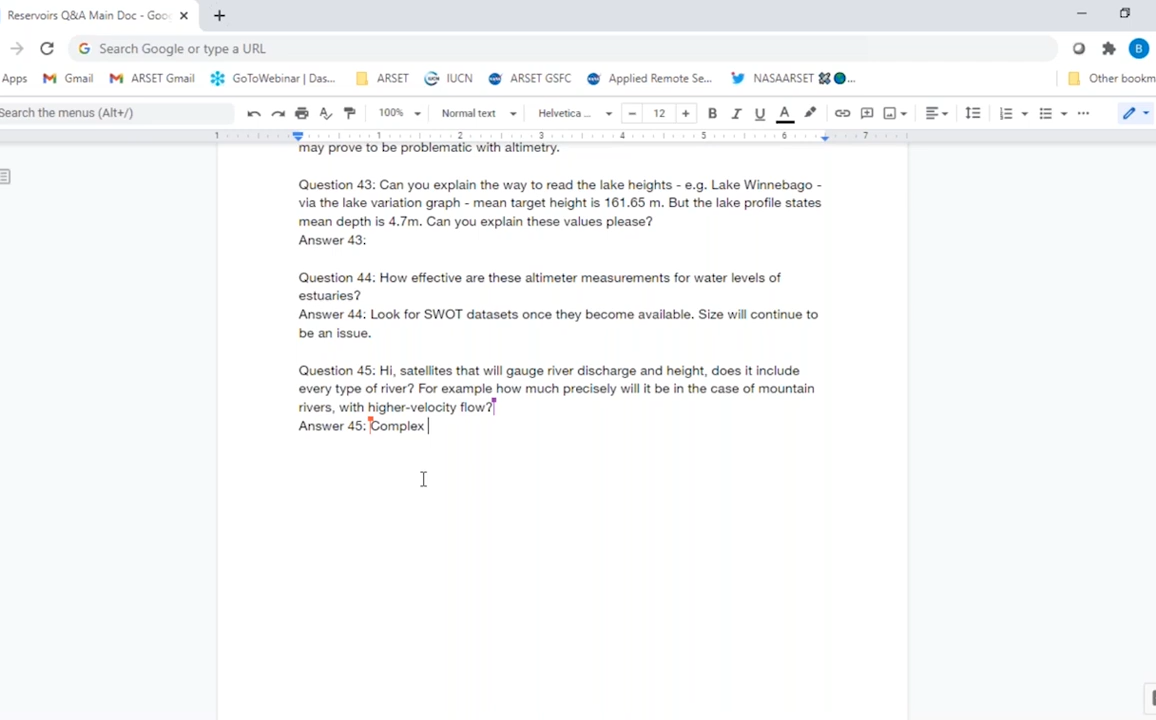 Reservoirs Q&A Main Doc - Goo
Search Google or type a URL
B
Apps Gmail ARSET Gmail GoToWebinar | Das... ARSET IUCN ARSET GSFC Applied Remote Se... NASAARSET ... Other bookm
Search the menus (Alt+/) 100% Normal text Helvetica ... 12 B I U A
1 1 2 3 4 5 6 7
may prove to be problematic with altimetry.
Question 43: Can you explain the way to read the lake heights - e.g. Lake Winnebago -
via the lake variation graph - mean target height is 161.65 m. But the lake profile states
mean depth is 4.7m. Can you explain these values please?
Answer 43:
Question 44: How effective are these altimeter measurements for water levels of
estuaries?
Answer 44: Look for SWOT datasets once they become available. Size will continue to
be an issue.
Question 45: Hi, satellites that will gauge river discharge and height, does it include
every type of river? For example how much precisely will it be in the case of mountain
rivers, with higher-velocity flow?
Answer 45: Complex